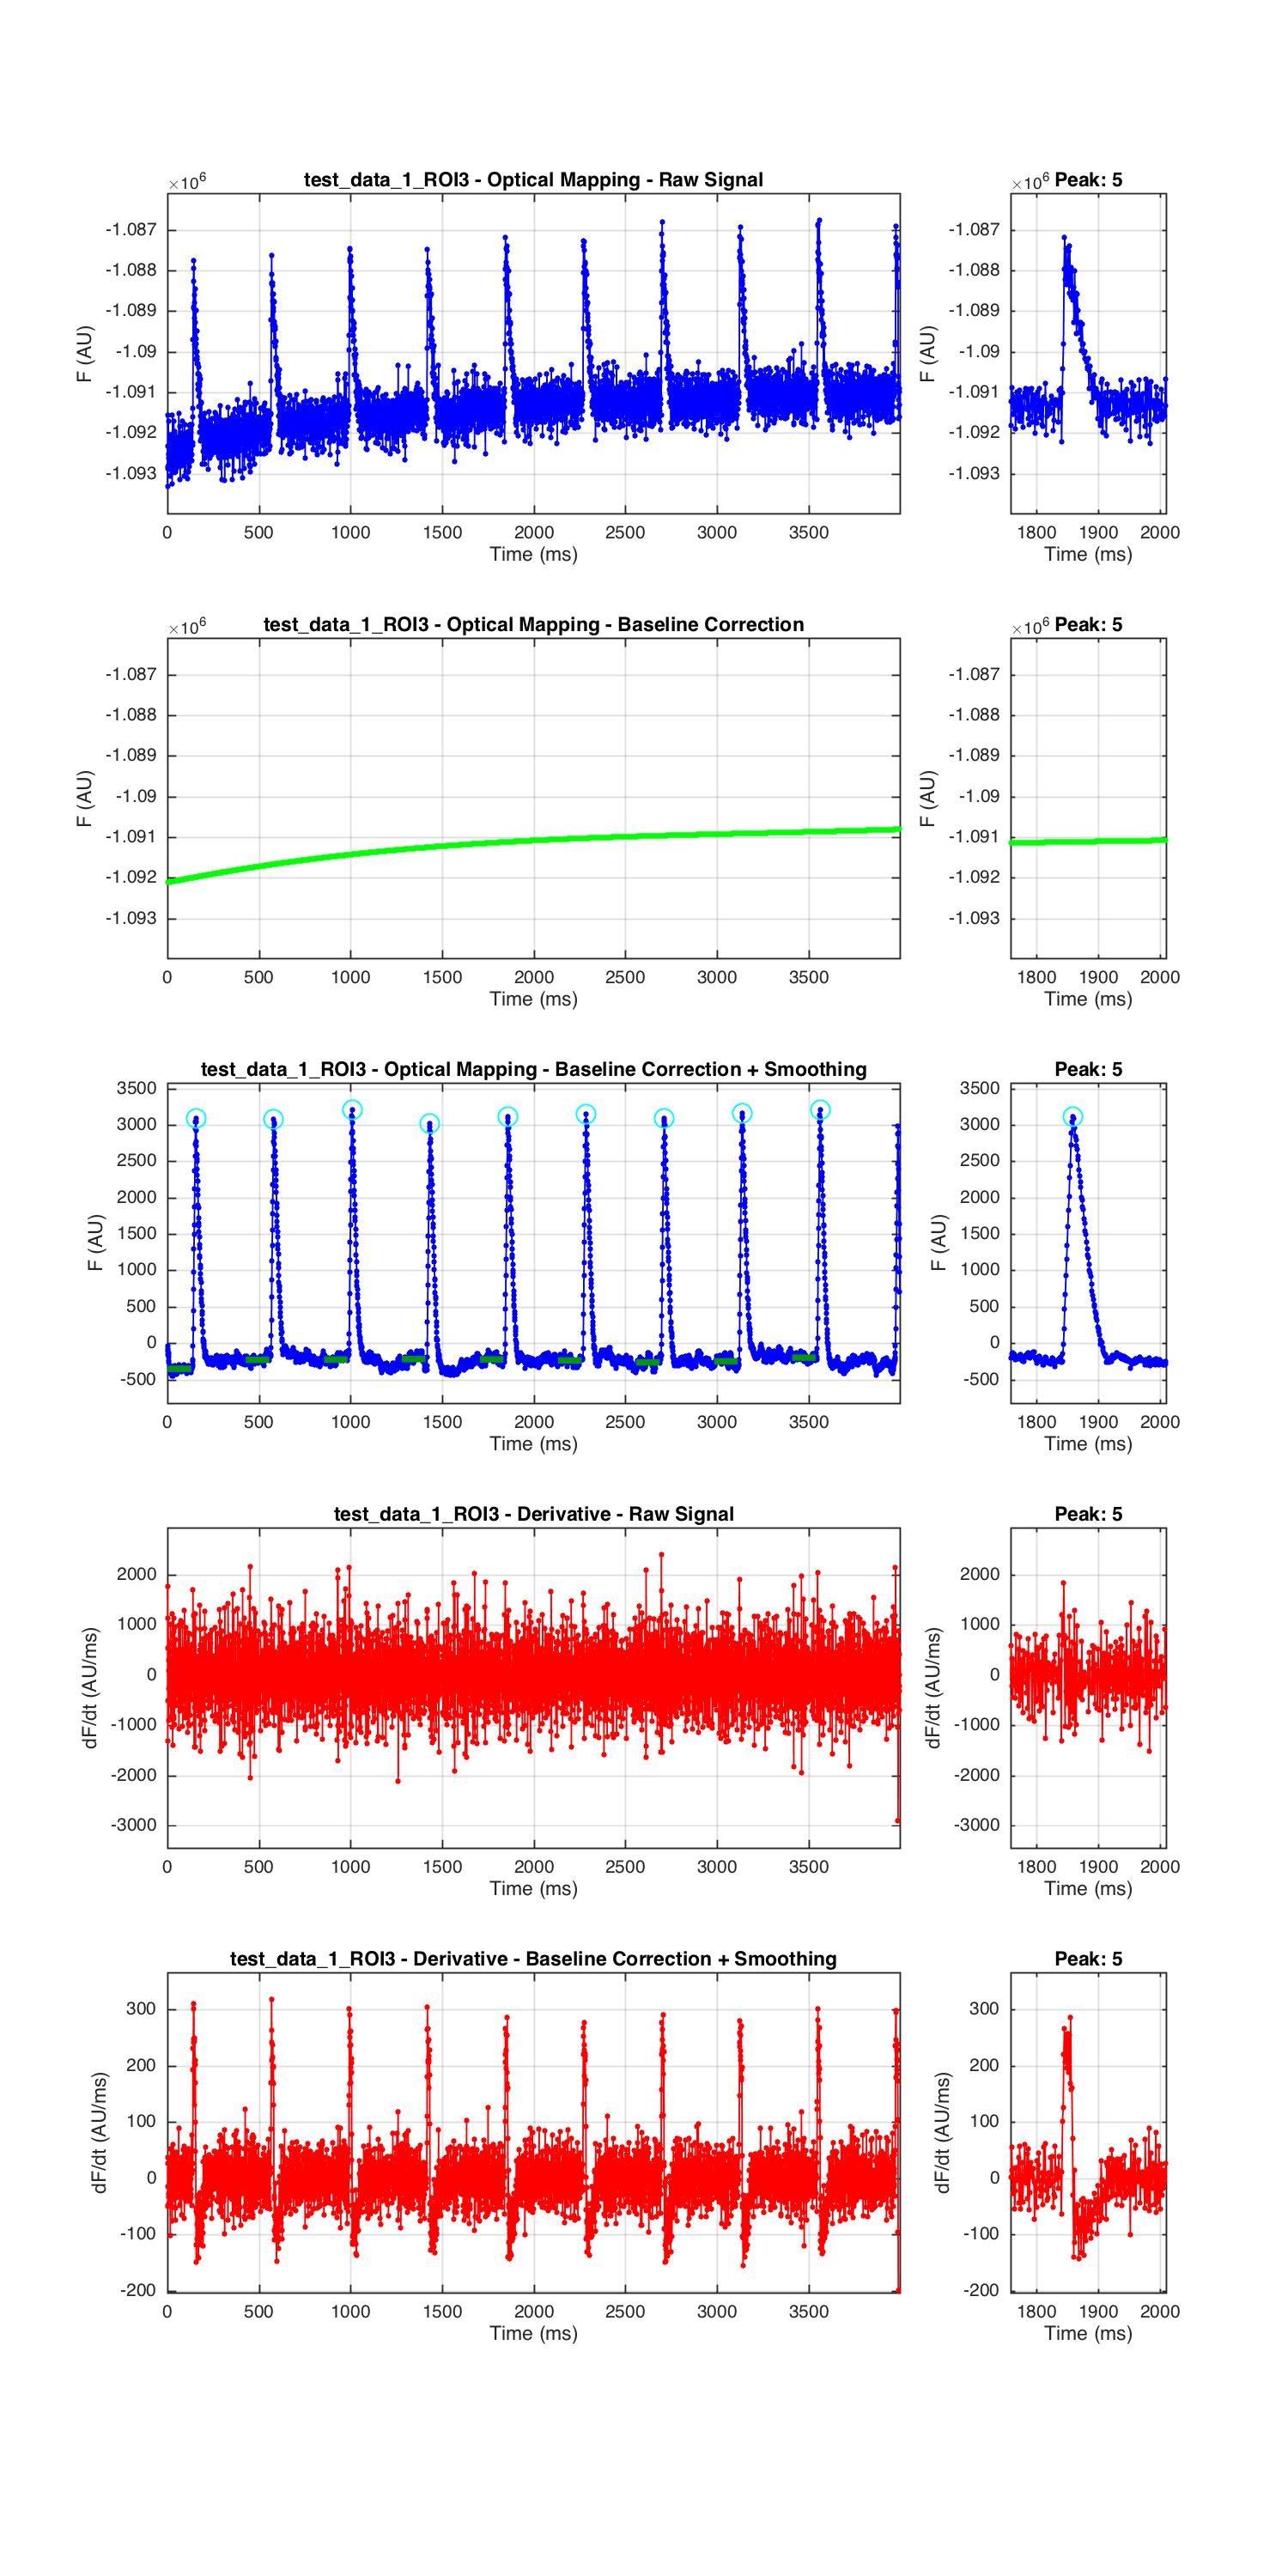 test_data_1_ROI3 - Optical Mapping - Raw Signal
×10^6
-1.087
-1.088
-1.089
-1.09
-1.091
-1.092
-1.093
F (AU)
0 500 1000 1500 2000 2500 3000 3500
Time (ms)
Peak: 5
×10^6
-1.087
-1.088
-1.089
-1.09
-1.091
-1.092
-1.093
F (AU)
1800 1900 2000
Time (ms)
test_data_1_ROI3 - Optical Mapping - Baseline Correction
×10^6
-1.087
-1.088
-1.089
-1.09
-1.091
-1.092
-1.093
F (AU)
0 500 1000 1500 2000 2500 3000 3500
Time (ms)
Peak: 5
×10^6
-1.087
-1.088
-1.089
-1.09
-1.091
-1.092
-1.093
F (AU)
1800 1900 2000
Time (ms)
test_data_1_ROI3 - Optical Mapping - Baseline Correction + Smoothing
3500
3000
2500
2000
1500
1000
500
0
-500
F (AU)
0 500 1000 1500 2000 2500 3000 3500
Time (ms)
Peak: 5
3500
3000
2500
2000
1500
1000
500
0
-500
F (AU)
1800 1900 2000
Time (ms)
test_data_1_ROI3 - Derivative - Raw Signal
2000
1000
0
-1000
-2000
-3000
dF/dt (AU/ms)
0 500 1000 1500 2000 2500 3000 3500
Time (ms)
Peak: 5
2000
1000
0
-1000
-2000
-3000
dF/dt (AU/ms)
1800 1900 2000
Time (ms)
test_data_1_ROI3 - Derivative - Baseline Correction + Smoothing
300
200
100
0
-100
-200
dF/dt (AU/ms)
0 500 1000 1500 2000 2500 3000 3500
Time (ms)
Peak: 5
300
200
100
0
-100
-200
dF/dt (AU/ms)
1800 1900 2000
Time (ms)